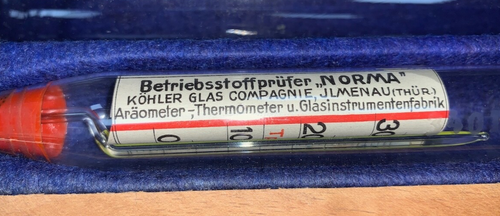 Betriebsstoffprüfer „NORMA"
KÖHLER GLAS COMPAGNIE, JLMENAU (THÜR.)
Aräometer-, Thermometer u. Glasinstrumentenfabrik
0 10 20 30